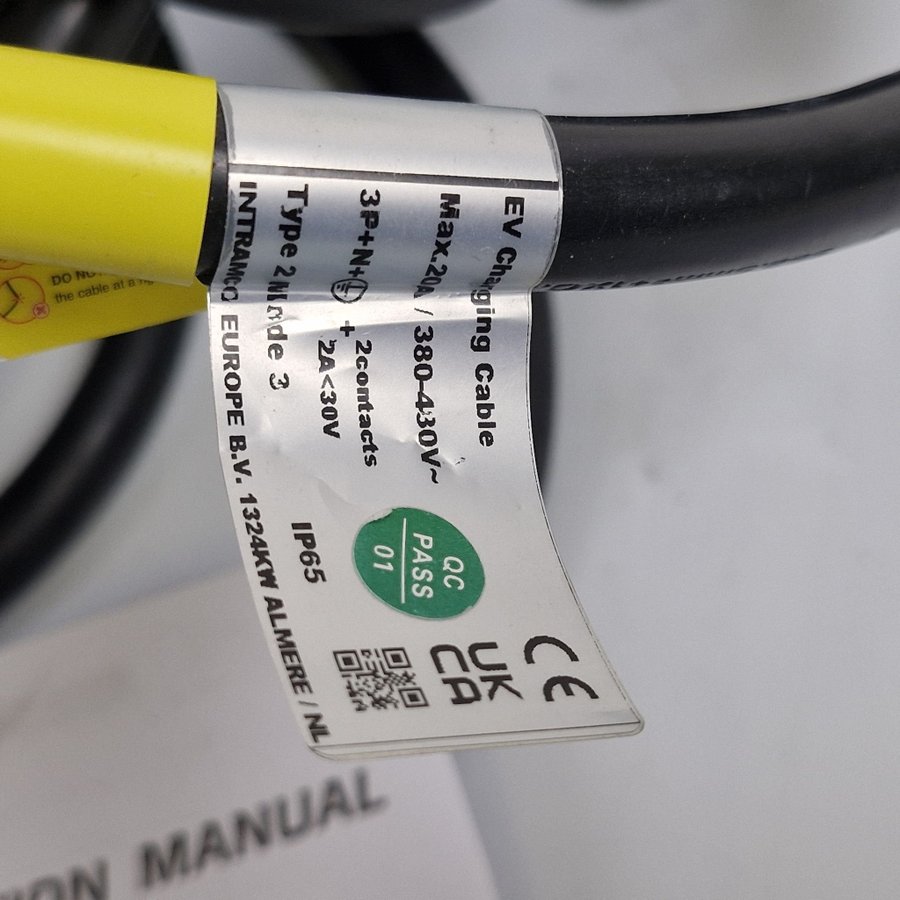 EV Charging Cable
Max.20A / 380-430V~
3P+N+ + 2contacts
2A<30V
Type 2 Mode 3
IP65
INTRAMCO EUROPE B.V. 1324KW ALMERE / NL
QC
PASS
01
CE
UK
CA
DO NO
the cable at a
ION MANUAL